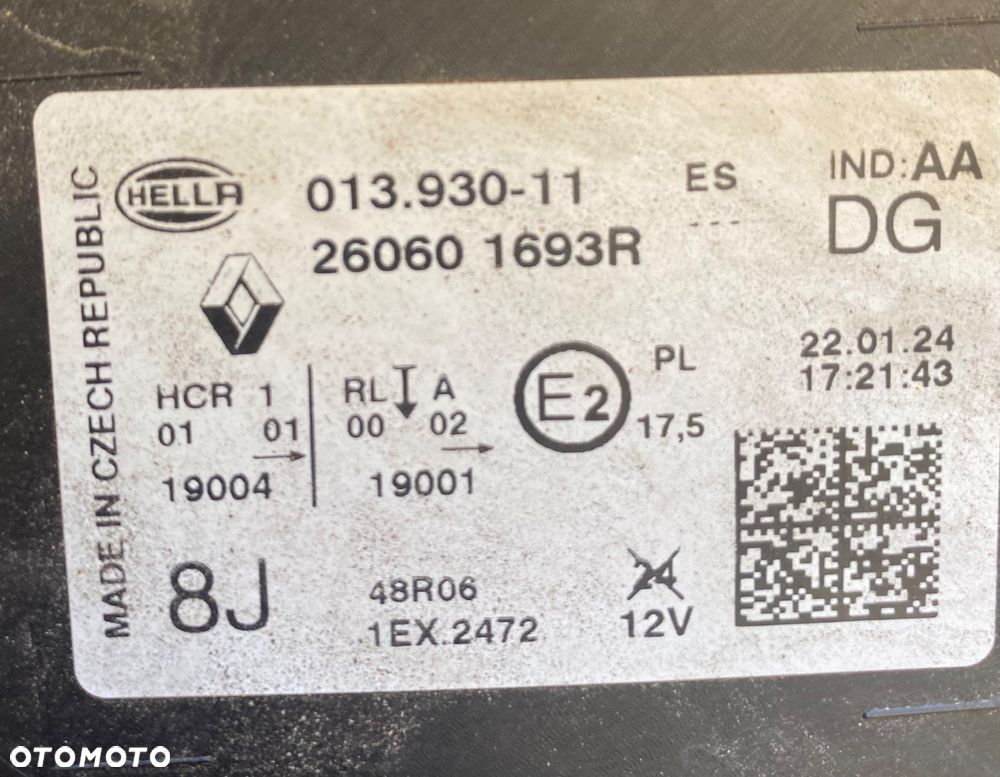 MADE IN CZECH REPUBLIC
HELLA
013.930-11
ES
---
IND:AA
DG
26060 1693R
22.01.24
17:21:43
HCR 1
01 01
19004
RL A
00 02
19001
E2
PL
17,5
8J
48R06
1EX.2472
24
12V
OTOMOTO